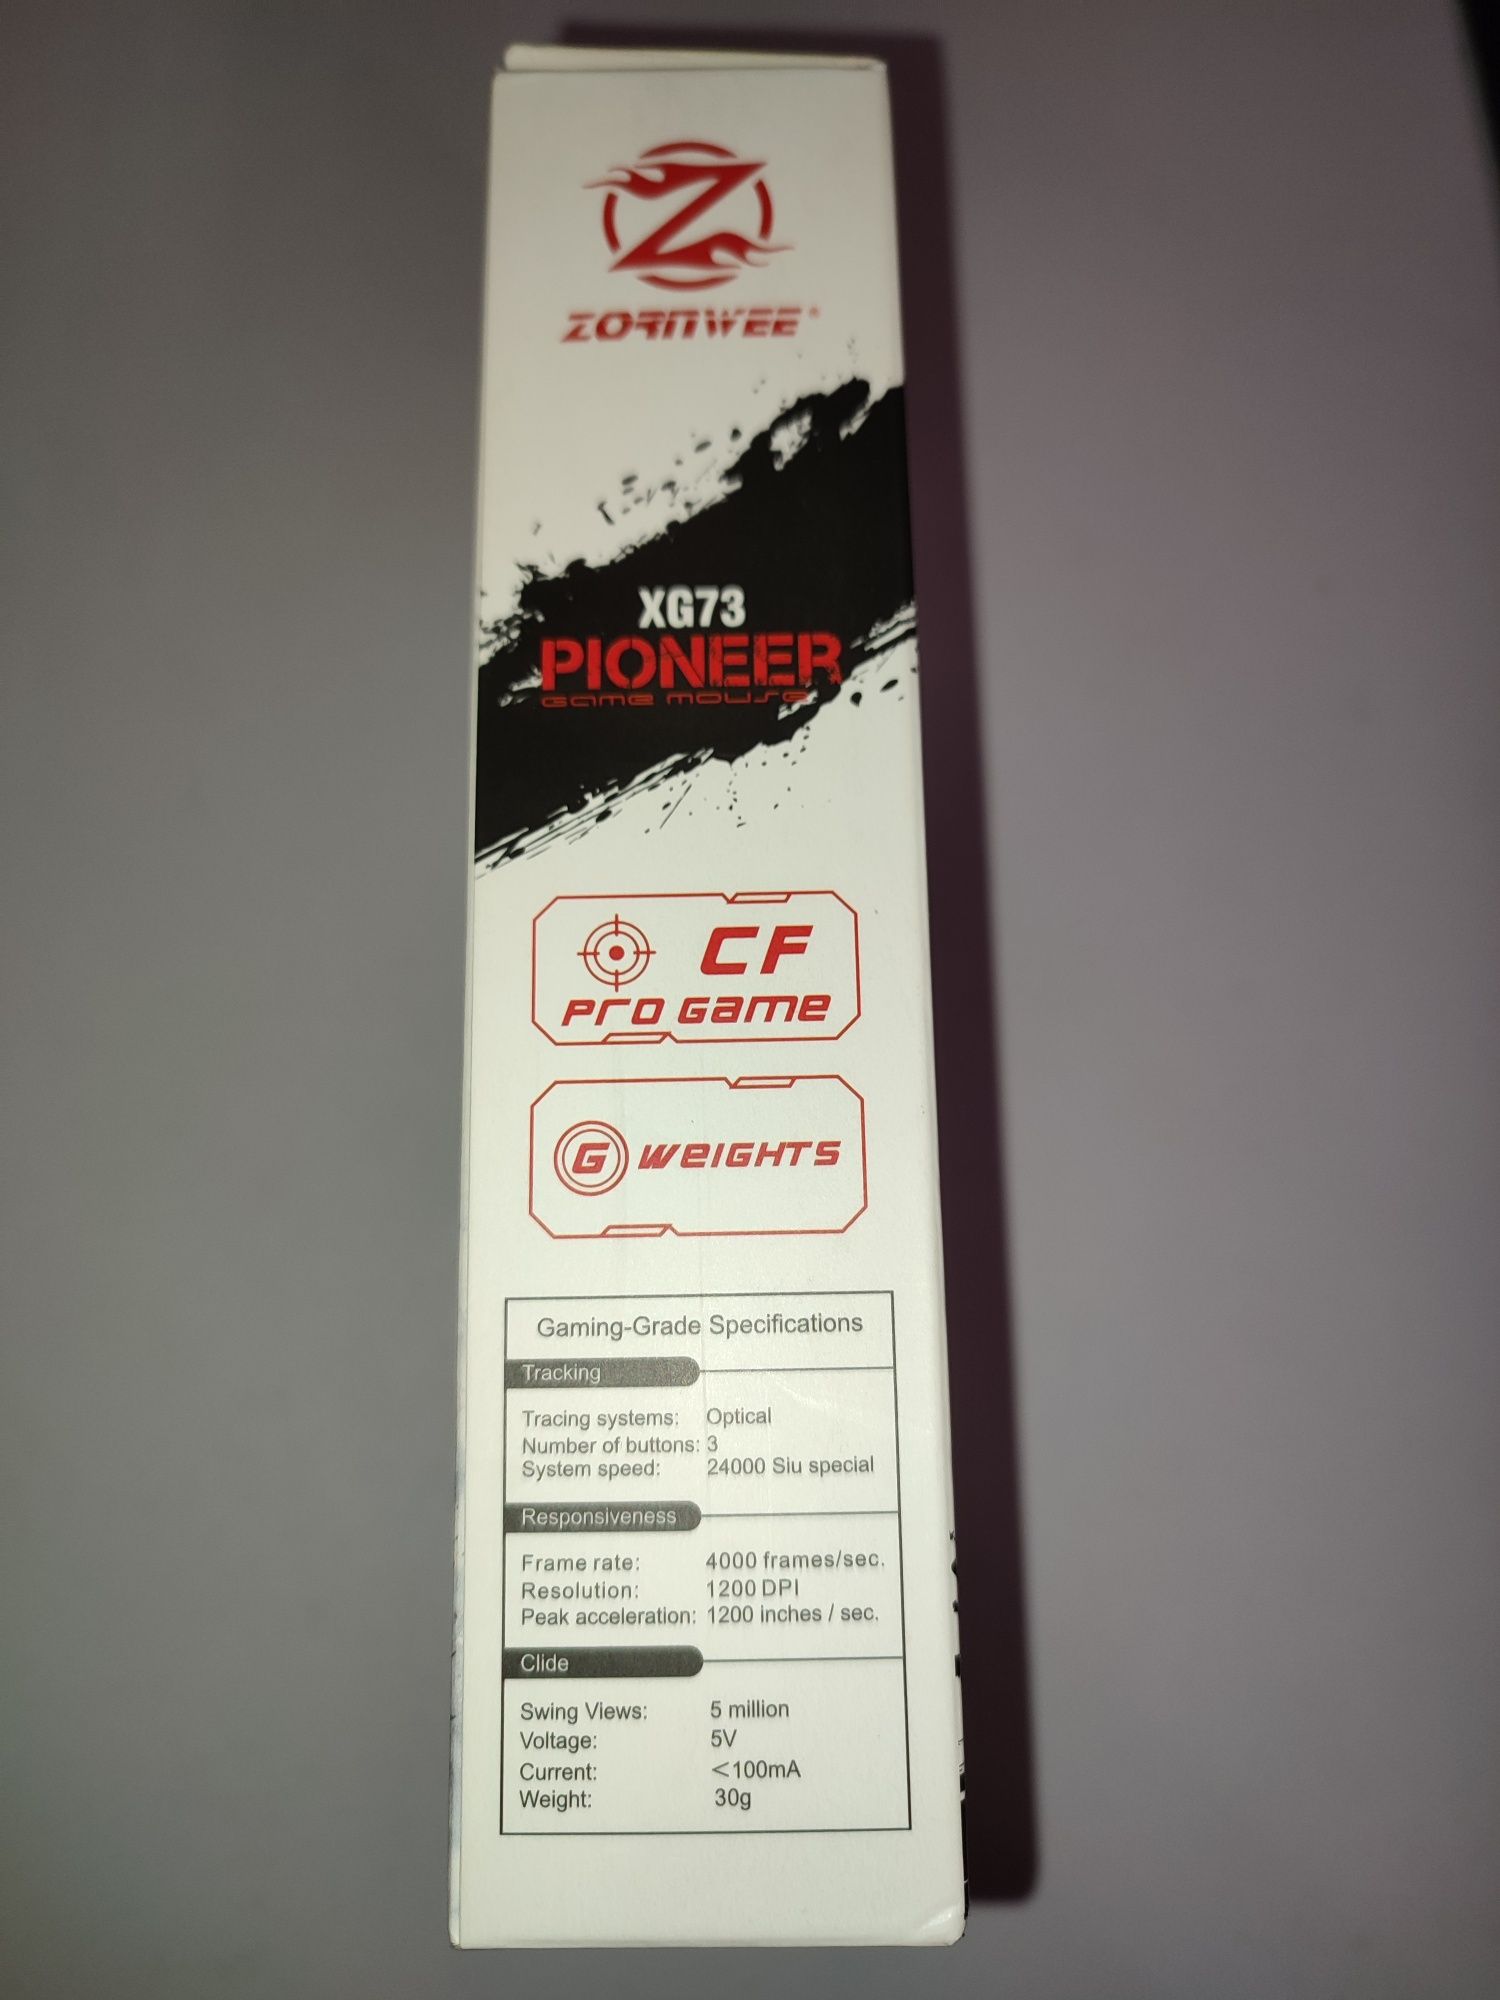 Z
ZORNWEE®
XG73
PIONEER
GAME MOUSE
CF
PRO GAME
G WEIGHTS
Gaming-Grade Specifications
Tracking
Tracing systems: Optical
Number of buttons: 3
System speed: 24000 Siu special
Responsiveness
Frame rate: 4000 frames/sec.
Resolution: 1200 DPI
Peak acceleration: 1200 inches / sec.
Clide
Swing Views: 5 million
Voltage: 5V
Current: <100mA
Weight: 30g